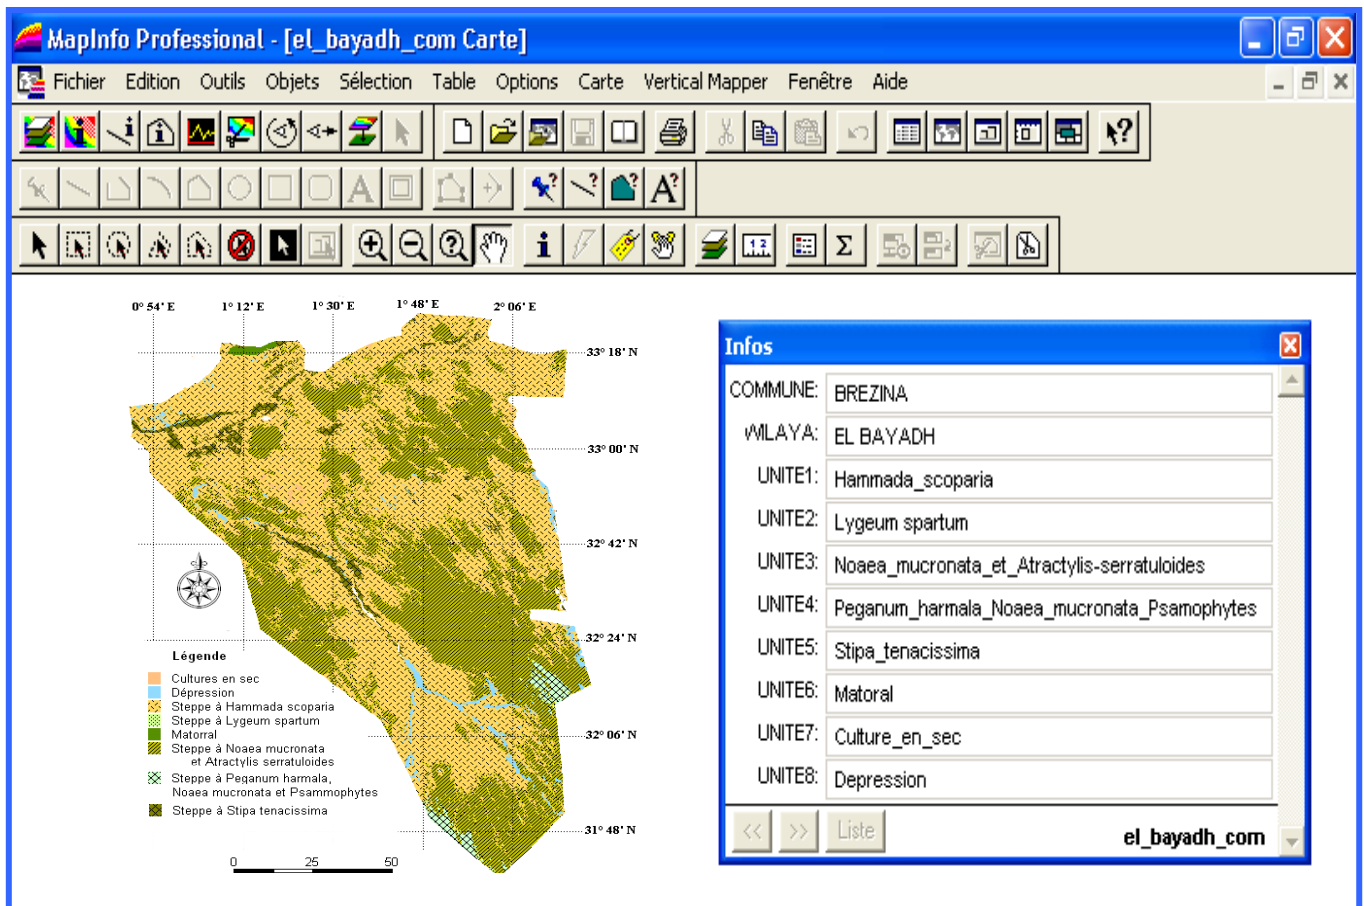 MapInfo Professional - [el_bayadh_com Carte]
Fichier Edition Outils Objets Sélection Table Options Carte Vertical Mapper Fenêtre Aide
0° 54' E 1° 12' E 1° 30' E 1° 48' E 2° 06' E
33° 18' N
33° 00' N
32° 42' N
32° 24' N
32° 06' N
31° 48' N
Légende
Cultures en sec
Dépression
Steppe à Hammada scoparia
Steppe à Lygeum spartum
Matorral
Steppe à Noaea mucronata
et Atractylis serratuloides
Steppe à Peganum harmala,
Noaea mucronata et Psammophytes
Steppe à Stipa tenacissima
0 25 50
Infos
COMMUNE: BREZINA
WILAYA: EL BAYADH
UNITE1: Hammada_scoparia
UNITE2: Lygeum spartum
UNITE3: Noaea_mucronata_et_Atractylis-serratuloides
UNITE4: Peganum_harmala_Noaea_mucronata_Psamophytes
UNITE5: Stipa_tenacissima
UNITE6: Matoral
UNITE7: Culture_en_sec
UNITE8: Depression
<< >> Liste
el_bayadh_com